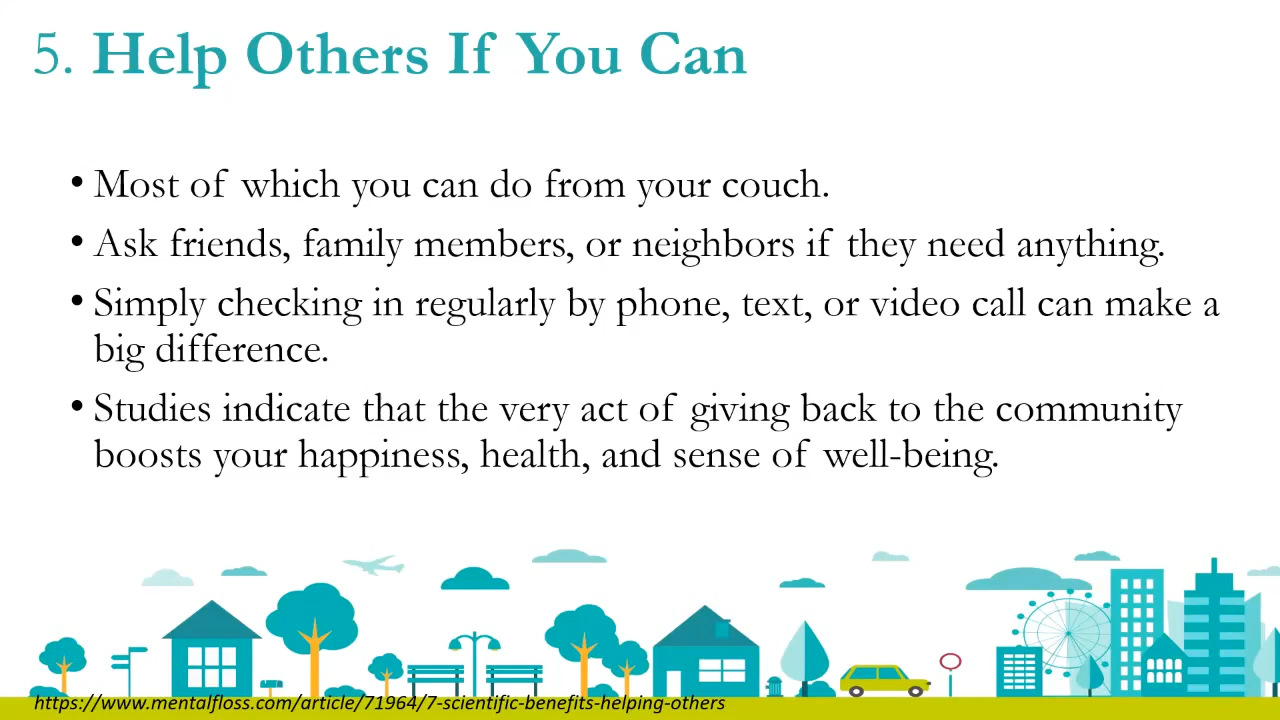 5. Help Others If You Can
• Most of which you can do from your couch.
• Ask friends, family members, or neighbors if they need anything.
• Simply checking in regularly by phone, text, or video call can make a
big difference.
• Studies indicate that the very act of giving back to the community
boosts your happiness, health, and sense of well-being.
https://www.mentalfloss.com/article/71964/7-scientific-benefits-helping-others